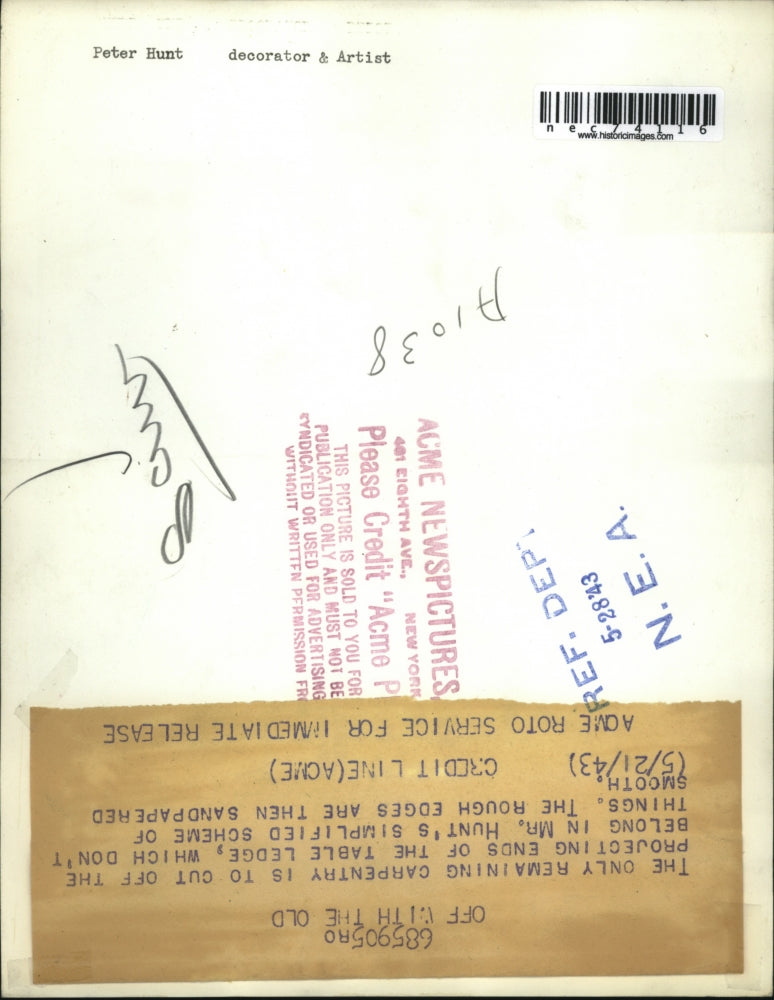 Peter Hunt decorator & Artist
nec74116
www.historicimages.com
A1038
ACME NEWSPICTURES,
461 EIGHTH AVE., NEW YORK
Please Credit "Acme P
THIS PICTURE IS SOLD TO YOU FOR
PUBLICATION ONLY AND MUST NOT BE
SYNDICATED OR USED FOR ADVERTISING
WITHOUT WRITTEN PERMISSION FR
REF. DEPT.
5-28'43
N.E.A.
685905RO
OFF WITH THE OLD
THE ONLY REMAINING CARPENTRY IS TO CUT OFF THE
PROJECTING ENDS OF THE TABLE LEDGE, WHICH DON'T
BELONG IN MR. HUNT'S SIMPLIFIED SCHEME OF
THINGS. THE ROUGH EDGES ARE THEN SANDPAPERED
SMOOTH.
(5/21/43) CREDIT LINE(ACME)
ACME ROTO SERVICE FOR IMMEDIATE RELEASE